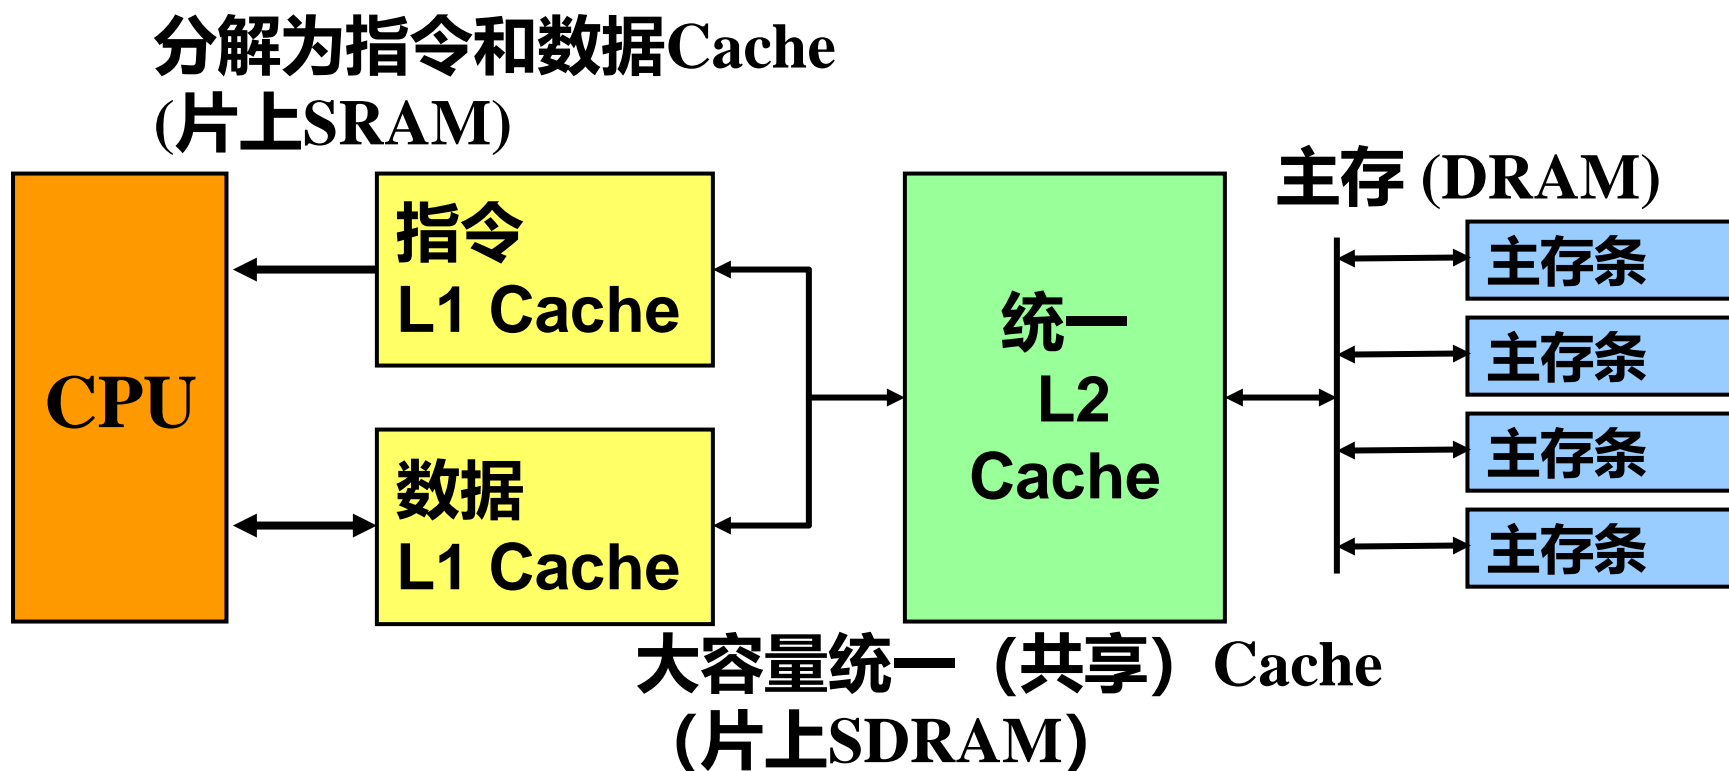 分解为指令和数据Cache
(片上SRAM)
主存 (DRAM)
CPU
指令
L1 Cache
数据
L1 Cache
统一
L2
Cache
主存条
主存条
主存条
主存条
大容量统一（共享）Cache
（片上SDRAM）